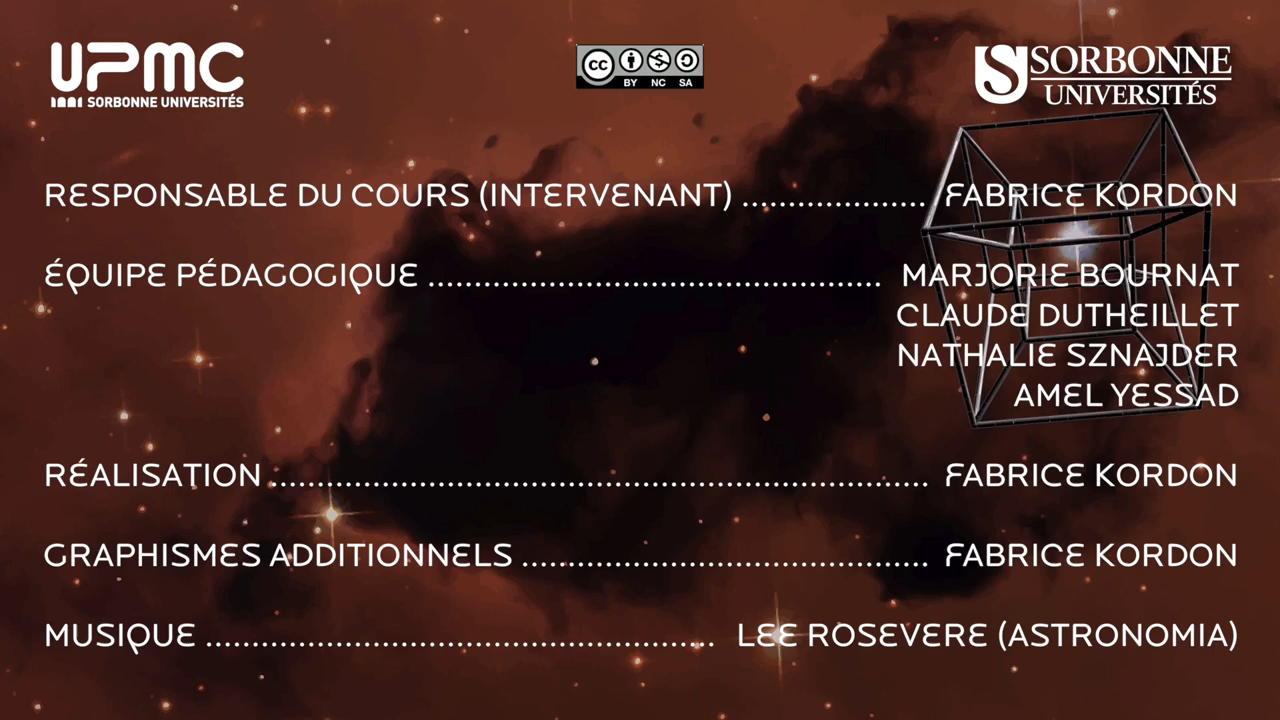 UPMC
SORBONNE UNIVERSITÉS
cc
BY NC SA
SORBONNE
UNIVERSITÉS
RESPONSABLE DU COURS (INTERVENANT) .................... FABRICE KORDON
ÉQUIPE PÉDAGOGIQUE ................................................ MARJORIE BOURNAT
CLAUDE DUTHEILLET
NATHALIE SZNAJDER
AMEL YESSAD
RÉALISATION ...................................................................... FABRICE KORDON
GRAPHISMES ADDITIONNELS ........................................... FABRICE KORDON
MUSIQUE ...................................................... LEE ROSEVERE (ASTRONOMIA)